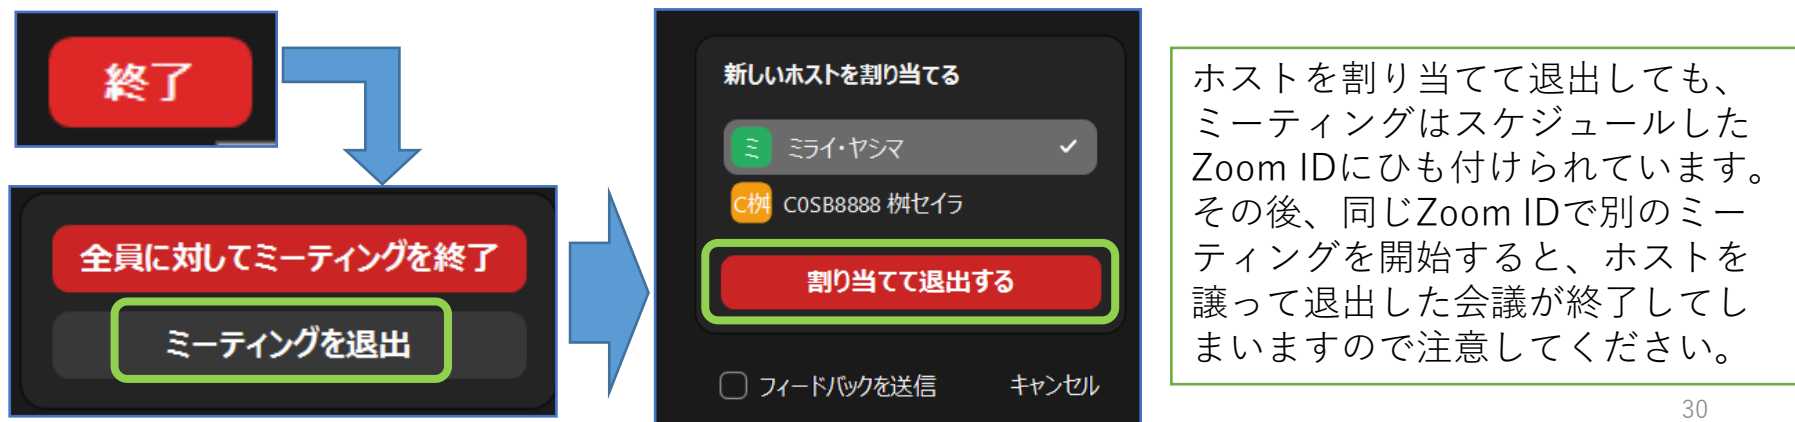 終了
全員に対してミーティングを終了
ミーティングを退出
新しいホストを割り当てる
ミ ミライ・ヤシマ
C桝 C0SB8888 桝セイラ
割り当てて退出する
フィードバックを送信 キャンセル
ホストを割り当てて退出しても、
ミーティングはスケジュールした
Zoom IDにひも付けられています。
その後、同じZoom IDで別のミー
ティングを開始すると、ホストを
譲って退出した会議が終了してし
まいますので注意してください。
30